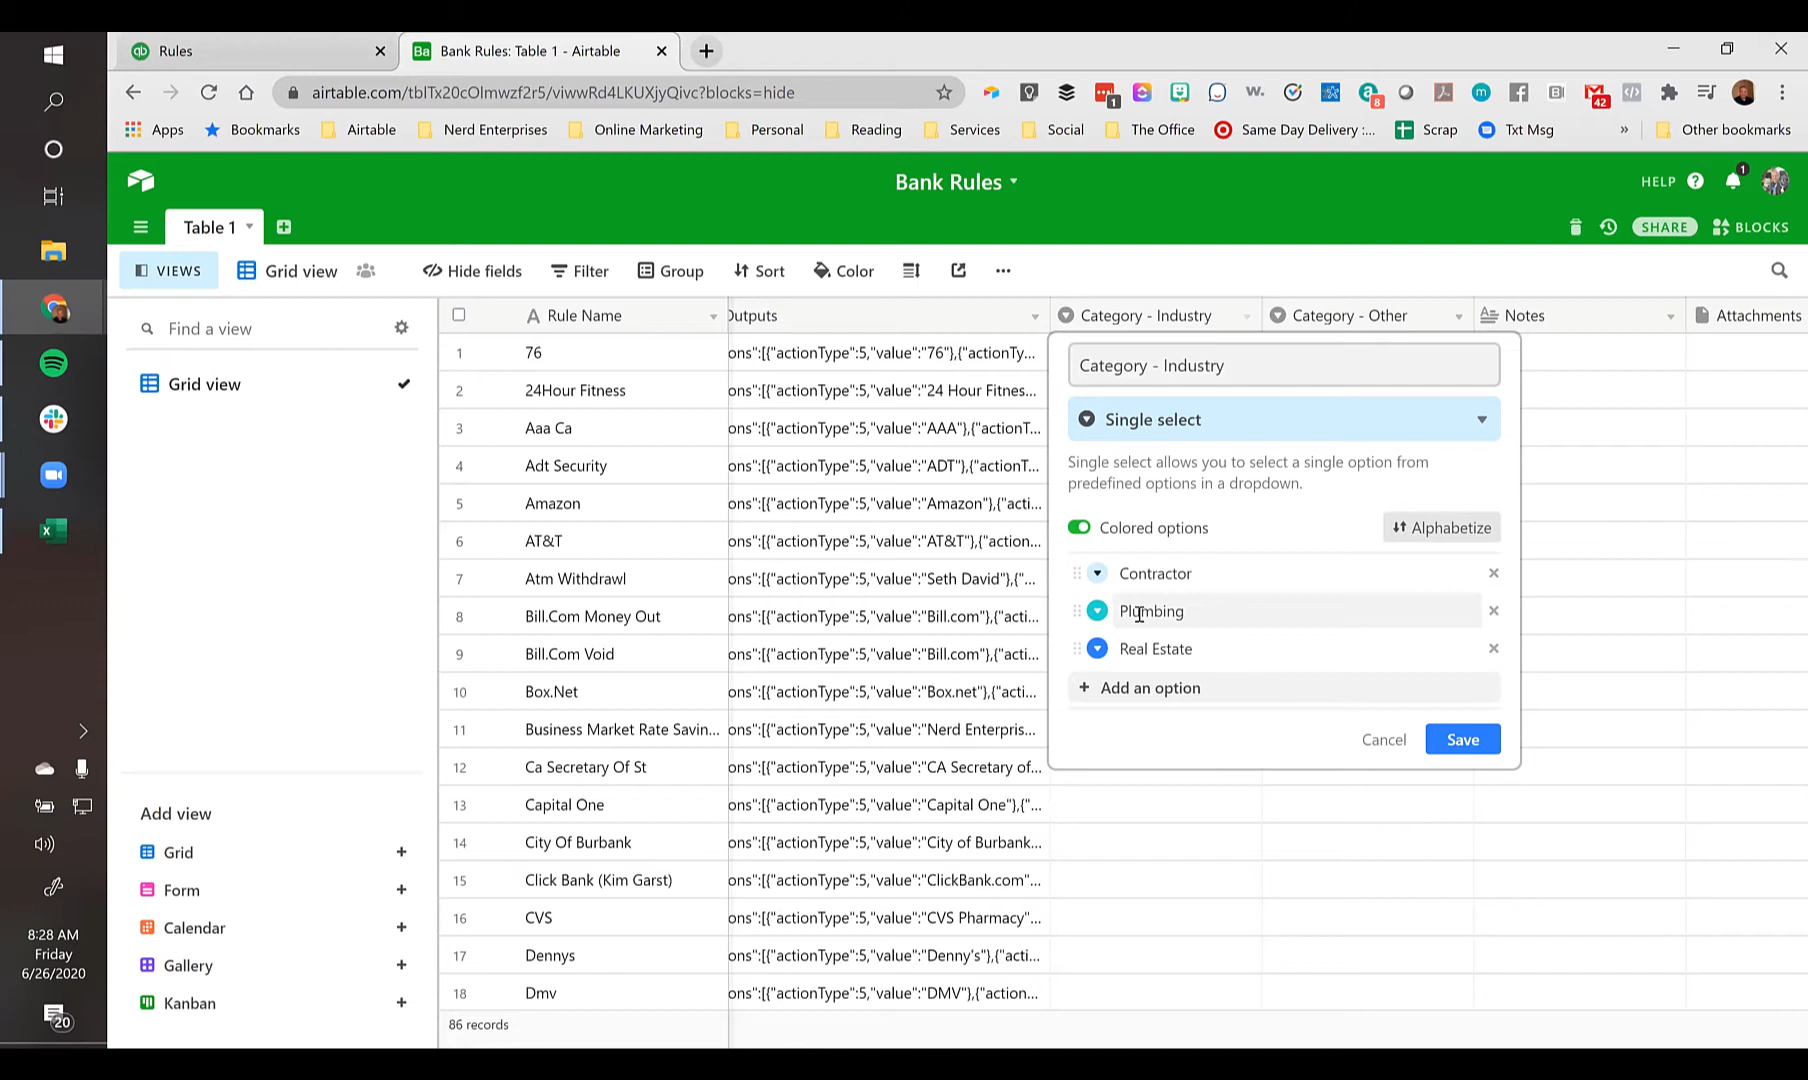 Rules
Ba Bank Rules: Table 1 - Airtable
airtable.com/tblTx20cOlmwzf2r5/viwwRd4LKUXjyQivc?blocks=hide
1
8
42
Apps
Bookmarks
Airtable
Nerd Enterprises
Online Marketing
Personal
Reading
Services
Social
The Office
Same Day Delivery :...
Scrap
Txt Msg
»
Other bookmarks
Bank Rules
HELP
1
Table 1
SHARE
BLOCKS
VIEWS
Grid view
Hide fields
Filter
Group
Sort
Color
Find a view
Grid view
Rule Name
Outputs
Category - Industry
Category - Other
Notes
Attachments
1 76 ons":[{"actionType":5,"value":"76"},{"actionTy...
2 24Hour Fitness ons":[{"actionType":5,"value":"24 Hour Fitnes...
3 Aaa Ca ons":[{"actionType":5,"value":"AAA"},{"actionT...
4 Adt Security ons":[{"actionType":5,"value":"ADT"},{"actionT...
5 Amazon ons":[{"actionType":5,"value":"Amazon"},{"acti...
6 AT&T ons":[{"actionType":5,"value":"AT&T"},{"action...
7 Atm Withdrawl ons":[{"actionType":5,"value":"Seth David"},{"...
8 Bill.Com Money Out ons":[{"actionType":5,"value":"Bill.com"},{"acti...
9 Bill.Com Void ons":[{"actionType":5,"value":"Bill.com"},{"acti...
10 Box.Net ons":[{"actionType":5,"value":"Box.net"},{"acti...
11 Business Market Rate Savin... ons":[{"actionType":5,"value":"Nerd Enterpris...
12 Ca Secretary Of St ons":[{"actionType":5,"value":"CA Secretary of...
13 Capital One ons":[{"actionType":5,"value":"Capital One"},{"...
14 City Of Burbank ons":[{"actionType":5,"value":"City of Burbank...
15 Click Bank (Kim Garst) ons":[{"actionType":5,"value":"ClickBank.com"...
16 CVS ons":[{"actionType":5,"value":"CVS Pharmacy"...
17 Dennys ons":[{"actionType":5,"value":"Denny's"},{"acti...
18 Dmv ons":[{"actionType":5,"value":"DMV"},{"action...
86 records
Category - Industry
Single select
Single select allows you to select a single option from
predefined options in a dropdown.
Colored options
Alphabetize
Contractor
Plumbing
Real Estate
+ Add an option
Cancel
Save
Add view
Grid +
Form +
Calendar +
Gallery +
Kanban +
8:28 AM
Friday
6/26/2020
20